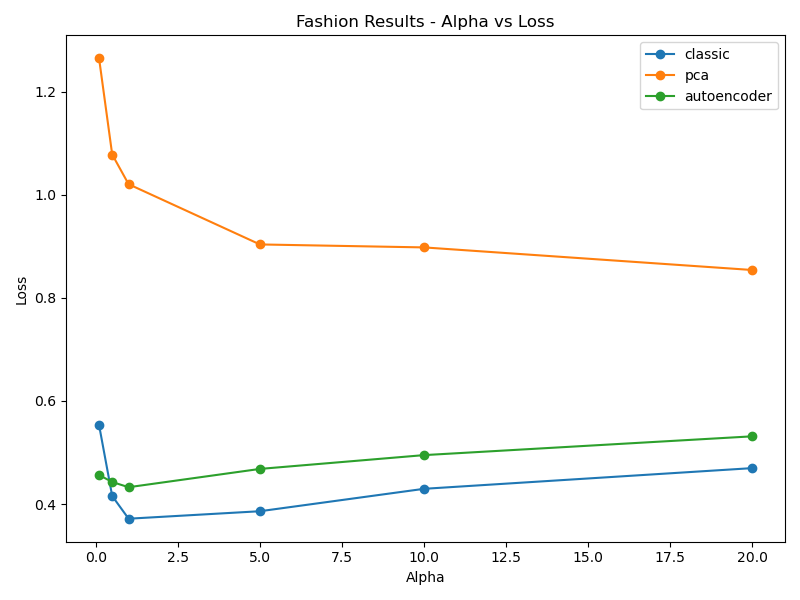 Fashion Results - Alpha vs Loss
classic
pca
autoencoder
1.2
1.0
0.8
0.6
0.4
Loss
0.0 2.5 5.0 7.5 10.0 12.5 15.0 17.5 20.0
Alpha